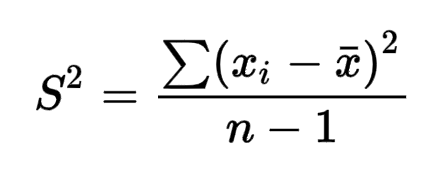 S² = ∑(xᵢ − x̄)² / (n − 1)